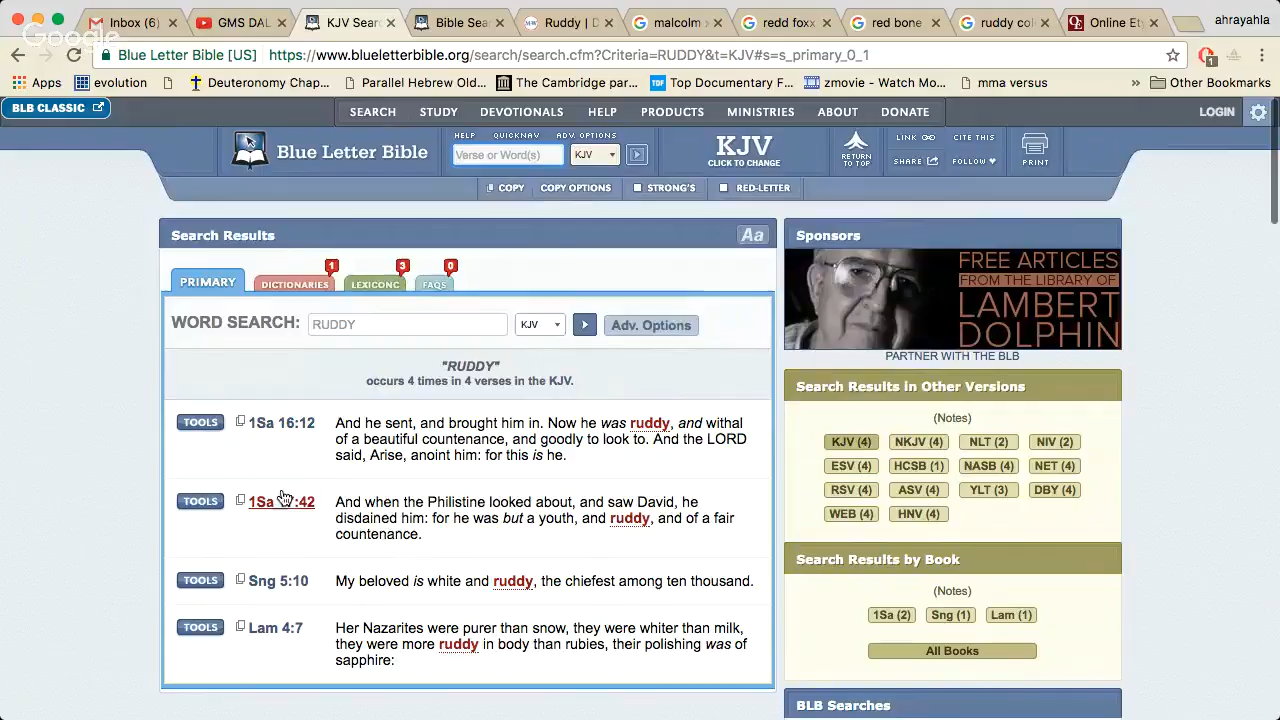 Inbox (6)
GMS DAL
KJV Sear
Bible Sea
Ruddy | D
malcolm x
redd foxx
red bone
ruddy col
Online Et
ahrayahla
Google
Blue Letter Bible [US]
https://www.blueletterbible.org/search/search.cfm?Criteria=RUDDY&t=KJV#s=s_primary_0_1
1
Apps
evolution
Deuteronomy Chap...
Parallel Hebrew Old...
The Cambridge par...
TDF
Top Documentary F...
zmovie - Watch Mo...
mma versus
»
Other Bookmarks
BLB CLASSIC
SEARCH
STUDY
DEVOTIONALS
HELP
PRODUCTS
MINISTRIES
ABOUT
DONATE
LOGIN
Blue Letter Bible
HELP
QUICKNAV
ADV. OPTIONS
Verse or Word(s)
KJV
KJV
CLICK TO CHANGE
RETURN
TO TOP
LINK
CITE THIS
SHARE
FOLLOW
PRINT
COPY
COPY OPTIONS
STRONG'S
RED-LETTER
Search Results
Aa
PRIMARY
DICTIONARIES
1
LEXICONC
3
FAQS
0
WORD SEARCH:
RUDDY
KJV
Adv. Options
"RUDDY"
occurs 4 times in 4 verses in the KJV.
TOOLS
1Sa 16:12
And he sent, and brought him in. Now he was ruddy, and withal
of a beautiful countenance, and goodly to look to. And the LORD
said, Arise, anoint him: for this is he.
TOOLS
1Sa :42
And when the Philistine looked about, and saw David, he
disdained him: for he was but a youth, and ruddy, and of a fair
countenance.
TOOLS
Sng 5:10
My beloved is white and ruddy, the chiefest among ten thousand.
TOOLS
Lam 4:7
Her Nazarites were purer than snow, they were whiter than milk,
they were more ruddy in body than rubies, their polishing was of
sapphire:
Sponsors
FREE ARTICLES
FROM THE LIBRARY OF
LAMBERT
DOLPHIN
PARTNER WITH THE BLB
Search Results in Other Versions
(Notes)
KJV (4)
NKJV (4)
NLT (2)
NIV (2)
ESV (4)
HCSB (1)
NASB (4)
NET (4)
RSV (4)
ASV (4)
YLT (3)
DBY (4)
WEB (4)
HNV (4)
Search Results by Book
(Notes)
1Sa (2)
Sng (1)
Lam (1)
All Books
BLB Searches